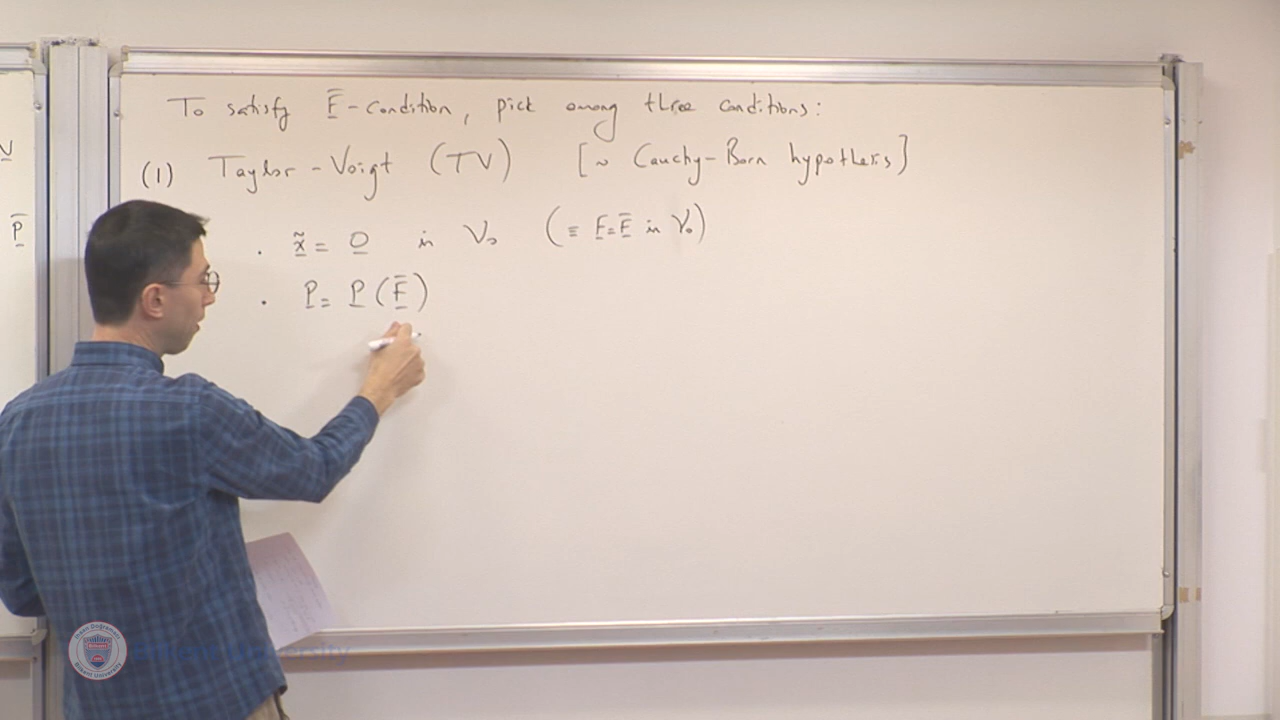 To satisfy F̲̄-condition, pick among three conditions:
(1) Taylor-Voigt (TV) [~ Cauchy-Born hypothesis]
V̲
P̲̄
· x̲̃ = 0̲ in V₀ (≡ F̲=F̲̄ in V₀)
· P̲ = P̲(F̲̄)